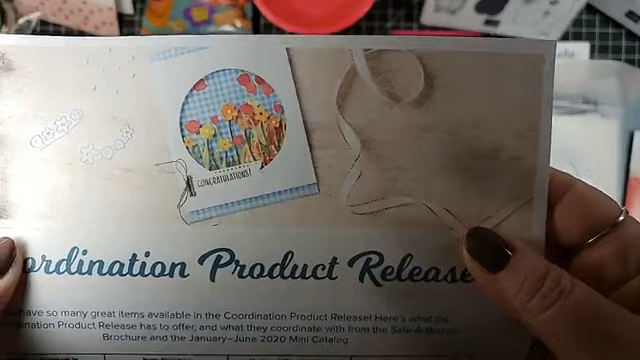 CONGRATULATIONS!
ordination Product Release
have so many great items available in the Coordination Product Release! Here's what the
dination Product Release has to offer, and what they coordinate with from the Sale-A-Bration
Brochure and the January–June 2020 Mini Catalog.